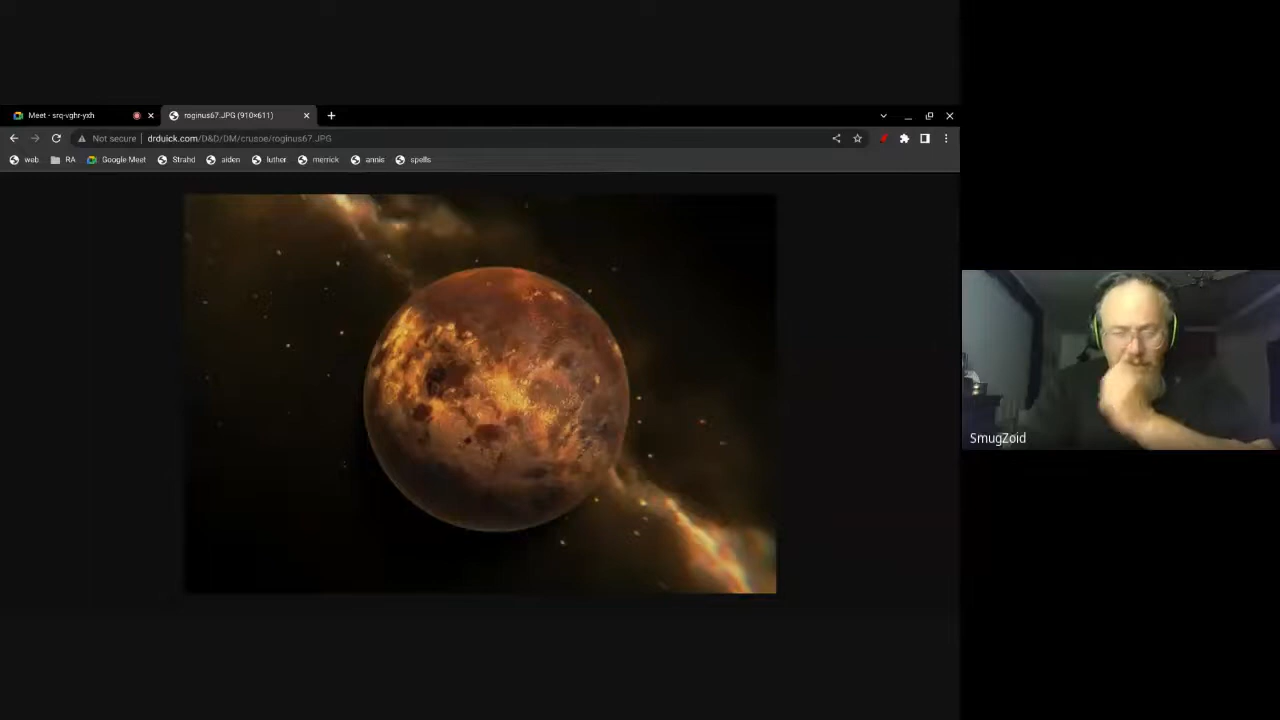 Meet - srq-vghr-yxh
roginus67.JPG (910×611)
Not secure
drduick.com/D&D/DM/crusoe/roginus67.JPG
web
RA
Google Meet
Strahd
aiden
luther
merrick
annis
spells
SmugZoid